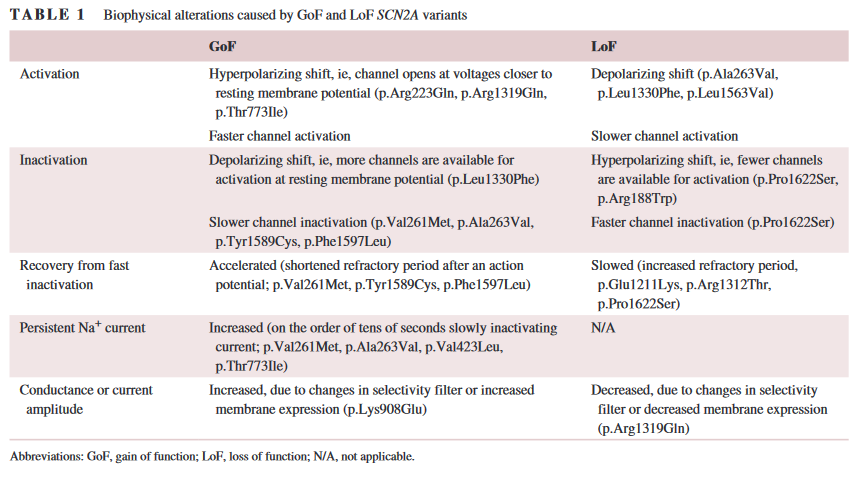 TABLE 1 Biophysical alterations caused by GoF and LoF SCN2A variants
GoF LoF
Activation Hyperpolarizing shift, ie, channel opens at voltages closer to Depolarizing shift (p.Ala263Val,
resting membrane potential (p.Arg223Gln, p.Arg1319Gln, p.Leu1330Phe, p.Leu1563Val)
p.Thr773Ile)
Faster channel activation Slower channel activation
Inactivation Depolarizing shift, ie, more channels are available for Hyperpolarizing shift, ie, fewer channels
activation at resting membrane potential (p.Leu1330Phe) are available for activation (p.Pro1622Ser,
p.Arg188Trp)
Slower channel inactivation (p.Val261Met, p.Ala263Val, Faster channel inactivation (p.Pro1622Ser)
p.Tyr1589Cys, p.Phe1597Leu)
Recovery from fast Accelerated (shortened refractory period after an action Slowed (increased refractory period,
inactivation potential; p.Val261Met, p.Tyr1589Cys, p.Phe1597Leu) p.Glu1211Lys, p.Arg1312Thr,
p.Pro1622Ser)
Persistent Na+ current Increased (on the order of tens of seconds slowly inactivating N/A
current; p.Val261Met, p.Ala263Val, p.Val423Leu,
p.Thr773Ile)
Conductance or current Increased, due to changes in selectivity filter or increased Decreased, due to changes in selectivity
amplitude membrane expression (p.Lys908Glu) filter or decreased membrane expression
(p.Arg1319Gln)
Abbreviations: GoF, gain of function; LoF, loss of function; N/A, not applicable.